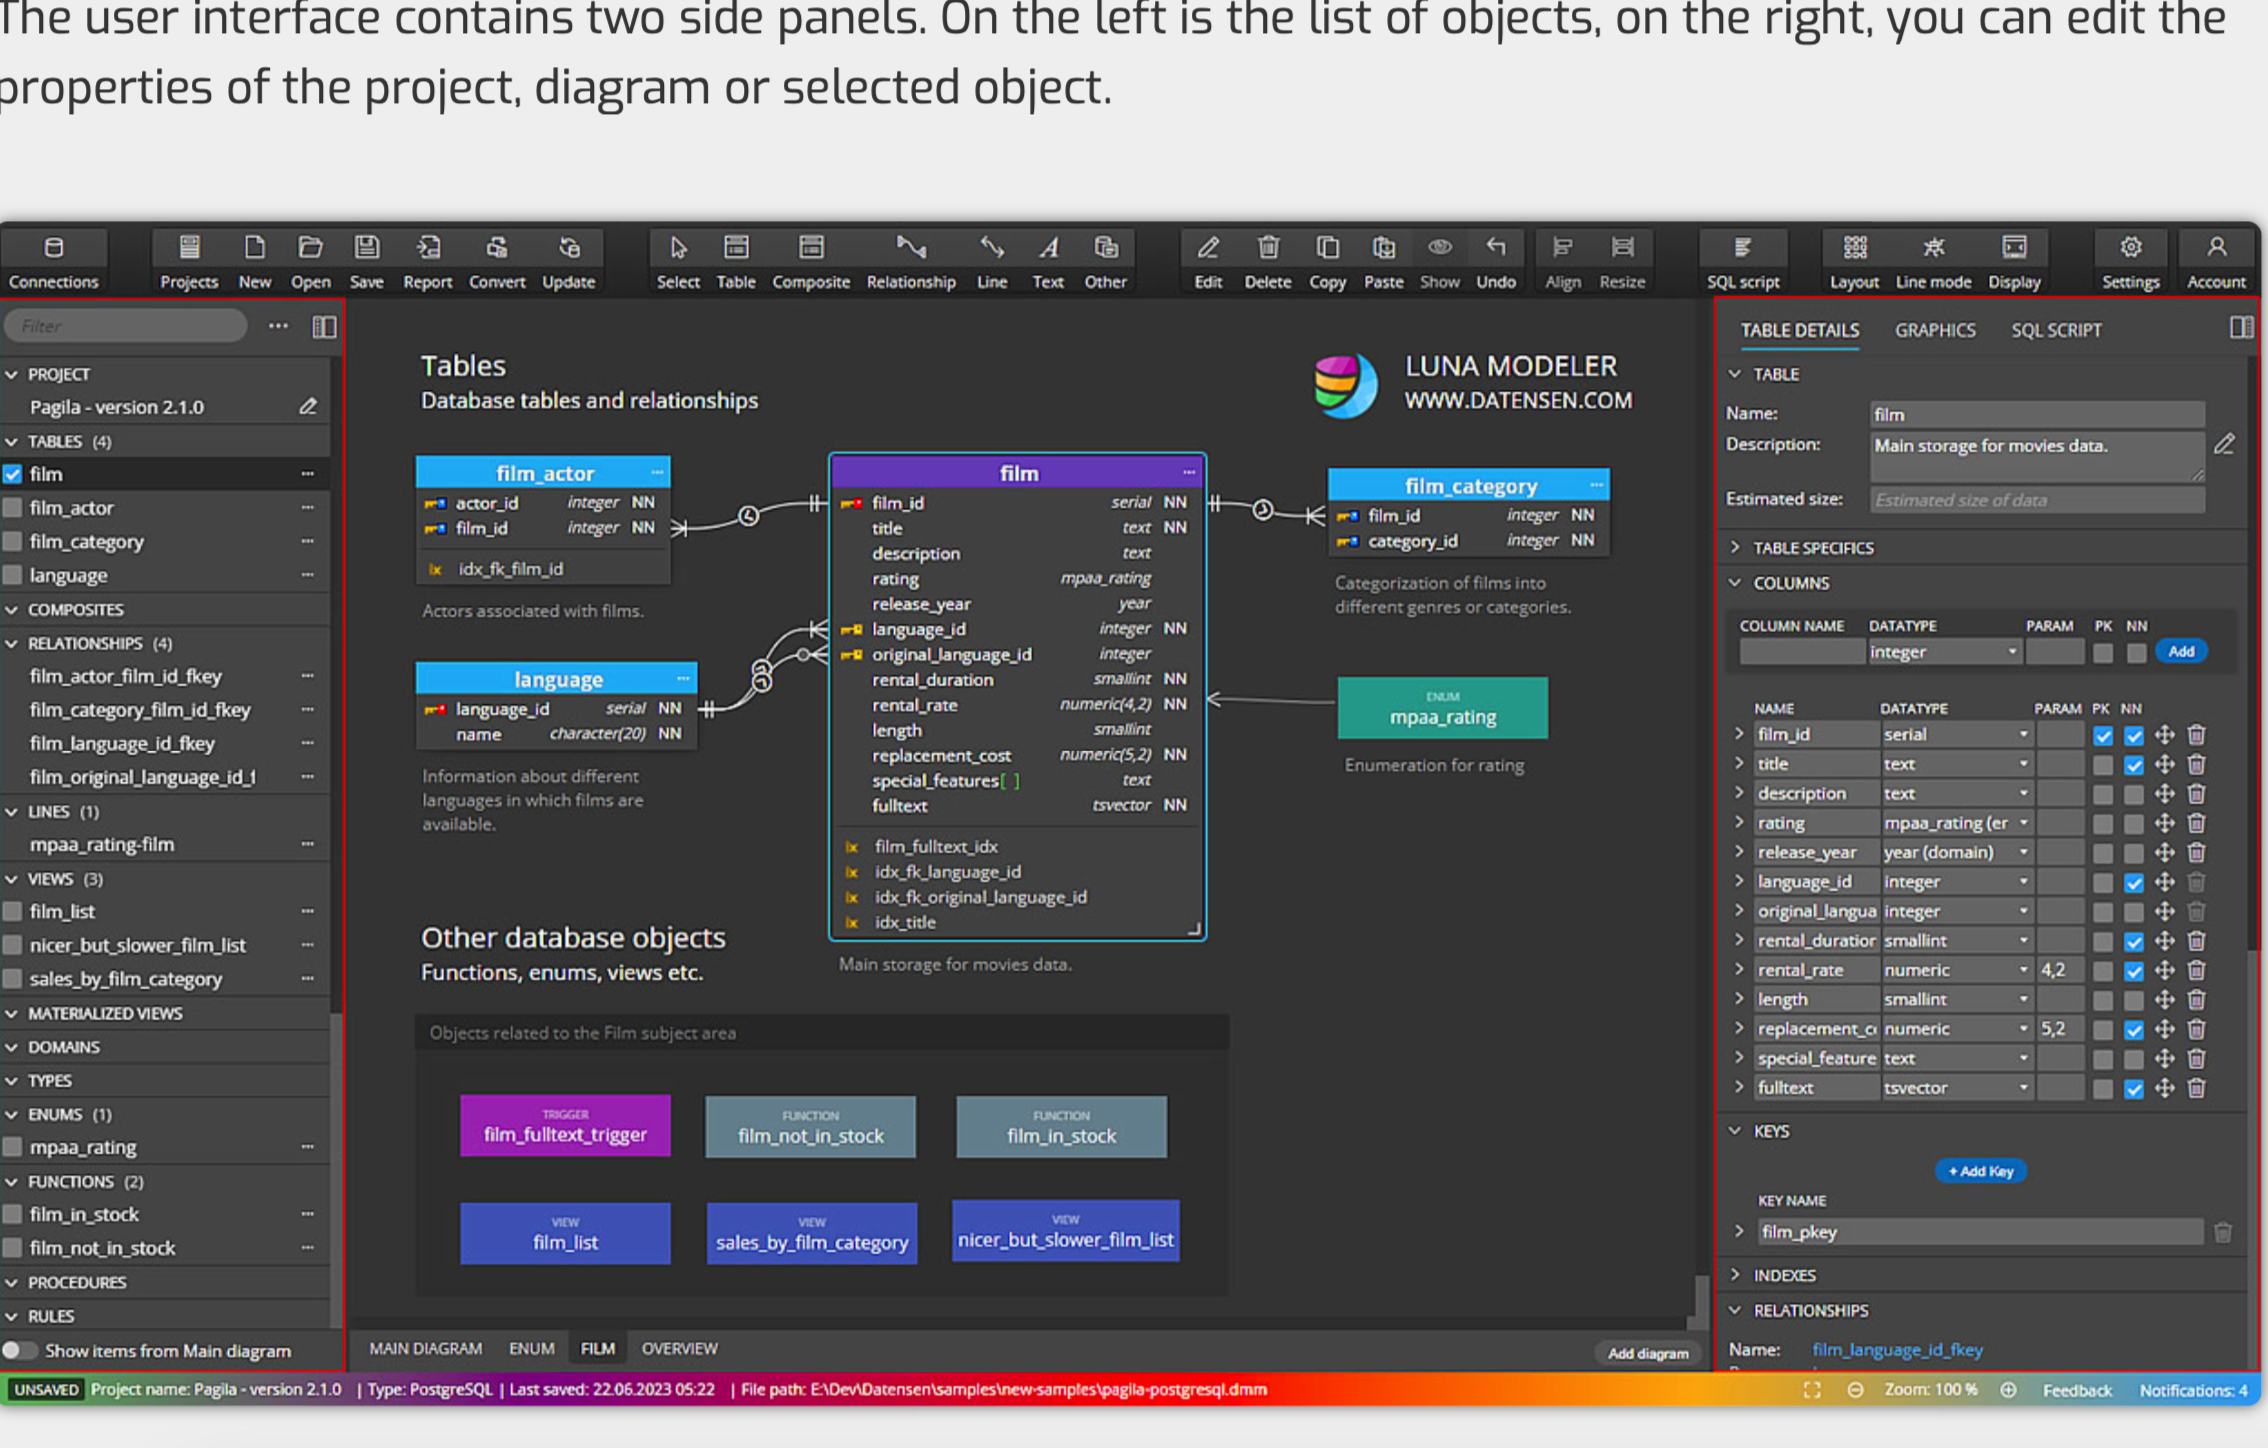 The user interface contains two side panels. On the left is the list of objects, on the right, you can edit the
properties of the project, diagram or selected object.
Connections Projects New Open Save Report Convert Update Select Table Composite Relationship Line Text Other Edit Delete Copy Paste Show Undo Align Resize SQL script Layout Line mode Display Settings Account
Filter
PROJECT
Pagila - version 2.1.0
TABLES (4)
film
film_actor
film_category
language
COMPOSITES
RELATIONSHIPS (4)
film_actor_film_id_fkey
film_category_film_id_fkey
film_language_id_fkey
film_original_language_id_f
LINES (1)
mpaa_rating-film
VIEWS (3)
film_list
nicer_but_slower_film_list
sales_by_film_category
MATERIALIZED VIEWS
DOMAINS
TYPES
ENUMS (1)
mpaa_rating
FUNCTIONS (2)
film_in_stock
film_not_in_stock
PROCEDURES
RULES
Show items from Main diagram
Tables
Database tables and relationships
LUNA MODELER
WWW.DATENSEN.COM
film_actor
actor_id integer NN
film_id integer NN
Ix idx_fk_film_id
Actors associated with films.
language
language_id serial NN
name character(20) NN
Information about different
languages in which films are
available.
film
film_id serial NN
title text NN
description text
rating mpaa_rating
release_year year
language_id integer NN
original_language_id integer
rental_duration smallint NN
rental_rate numeric(4,2) NN
length smallint
replacement_cost numeric(5,2) NN
special_features[ ] text
fulltext tsvector NN
Ix film_fulltext_idx
Ix idx_fk_language_id
Ix idx_fk_original_language_id
Ix idx_title
Main storage for movies data.
film_category
film_id integer NN
category_id integer NN
Categorization of films into
different genres or categories.
ENUM
mpaa_rating
Enumeration for rating
Other database objects
Functions, enums, views etc.
Objects related to the Film subject area
TRIGGER
film_fulltext_trigger
FUNCTION
film_not_in_stock
FUNCTION
film_in_stock
VIEW
film_list
VIEW
sales_by_film_category
VIEW
nicer_but_slower_film_list
MAIN DIAGRAM ENUM FILM OVERVIEW
Add diagram
TABLE DETAILS GRAPHICS SQL SCRIPT
TABLE
Name: film
Description: Main storage for movies data.
Estimated size: Estimated size of data
TABLE SPECIFICS
COLUMNS
COLUMN NAME DATATYPE PARAM PK NN
integer Add
NAME DATATYPE PARAM PK NN
film_id serial
title text
description text
rating mpaa_rating (er
release_year year (domain)
language_id integer
original_langua integer
rental_duration smallint
rental_rate numeric 4,2
length smallint
replacement_co numeric 5,2
special_feature text
fulltext tsvector
KEYS
+ Add Key
KEY NAME
film_pkey
INDEXES
RELATIONSHIPS
Name: film_language_id_fkey
UNSAVED Project name: Pagila - version 2.1.0 | Type: PostgreSQL | Last saved: 22.06.2023 05:22 | File path: E:\Dev\Datensen\samples\new-samples\pagila-postgresql.dmm Zoom: 100 % Feedback Notifications: 4